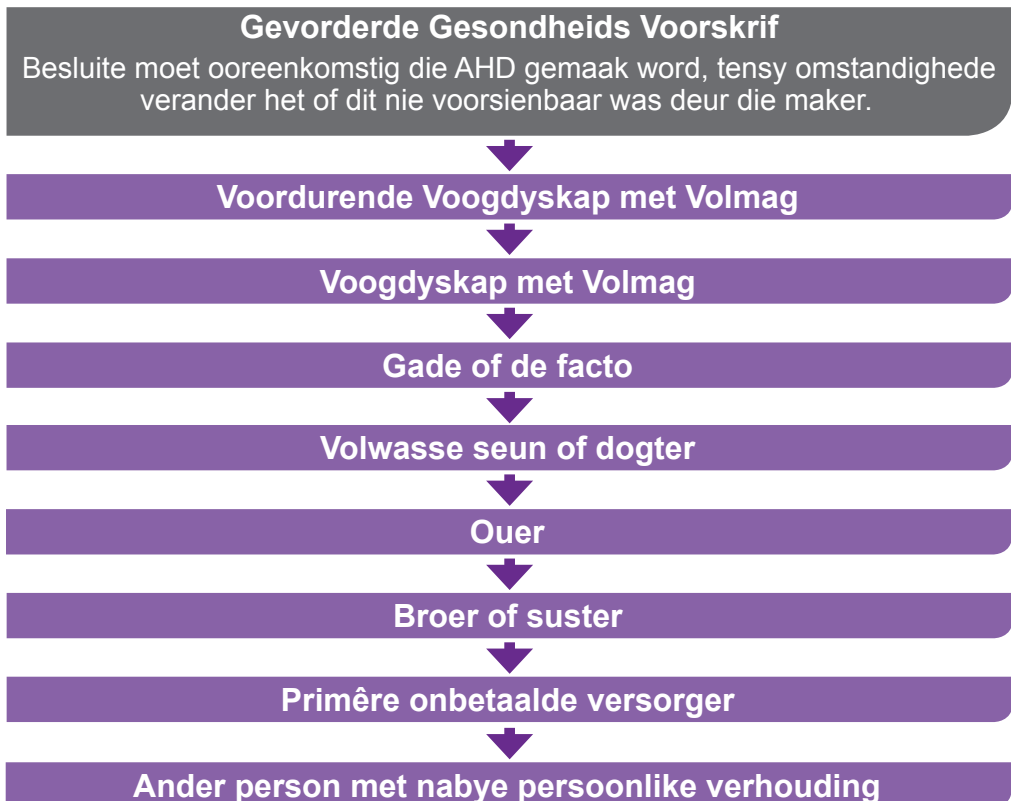 Gevorderde Gesondheids Voorskrif
Besluite moet ooreenkomstig die AHD gemaak word, tensy omstandighede
verander het of dit nie voorsienbaar was deur die maker.
Voordurende Voogdyskap met Volmag
Voogdyskap met Volmag
Gade of de facto
Volwasse seun of dogter
Ouer
Broer of suster
Primêre onbetaalde versorger
Ander person met nabye persoonlike verhouding